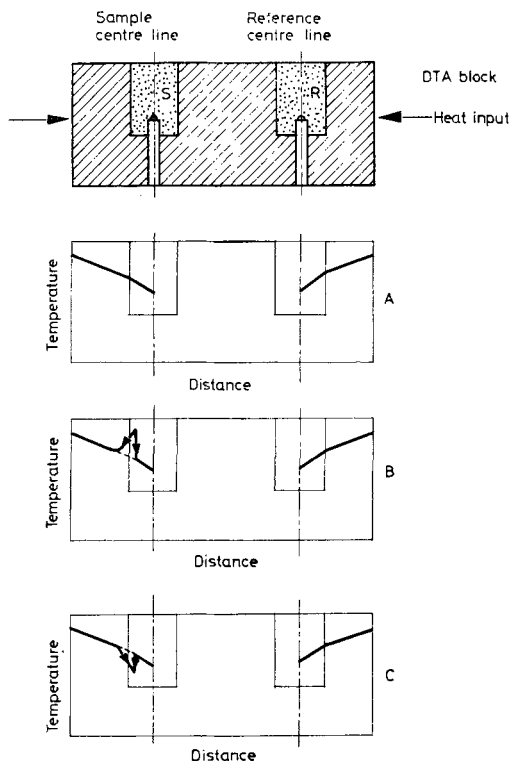 Sample
centre line
Reference
centre line
S
R
DTA block
Heat input
Temperature
A
Distance
Temperature
B
Distance
Temperature
C
Distance